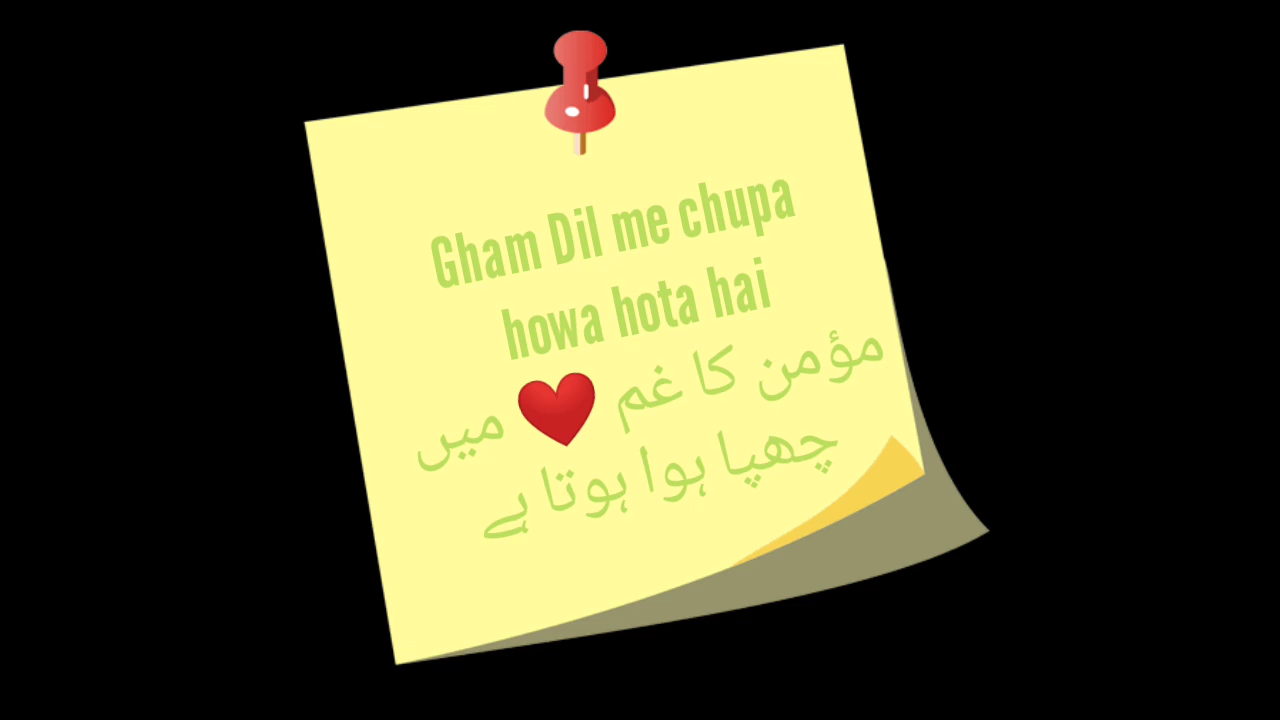 Gham Dil me chupa
howa hota hai
مؤمن کا غم ❤️ میں
چھپا ہوا ہوتا ہے